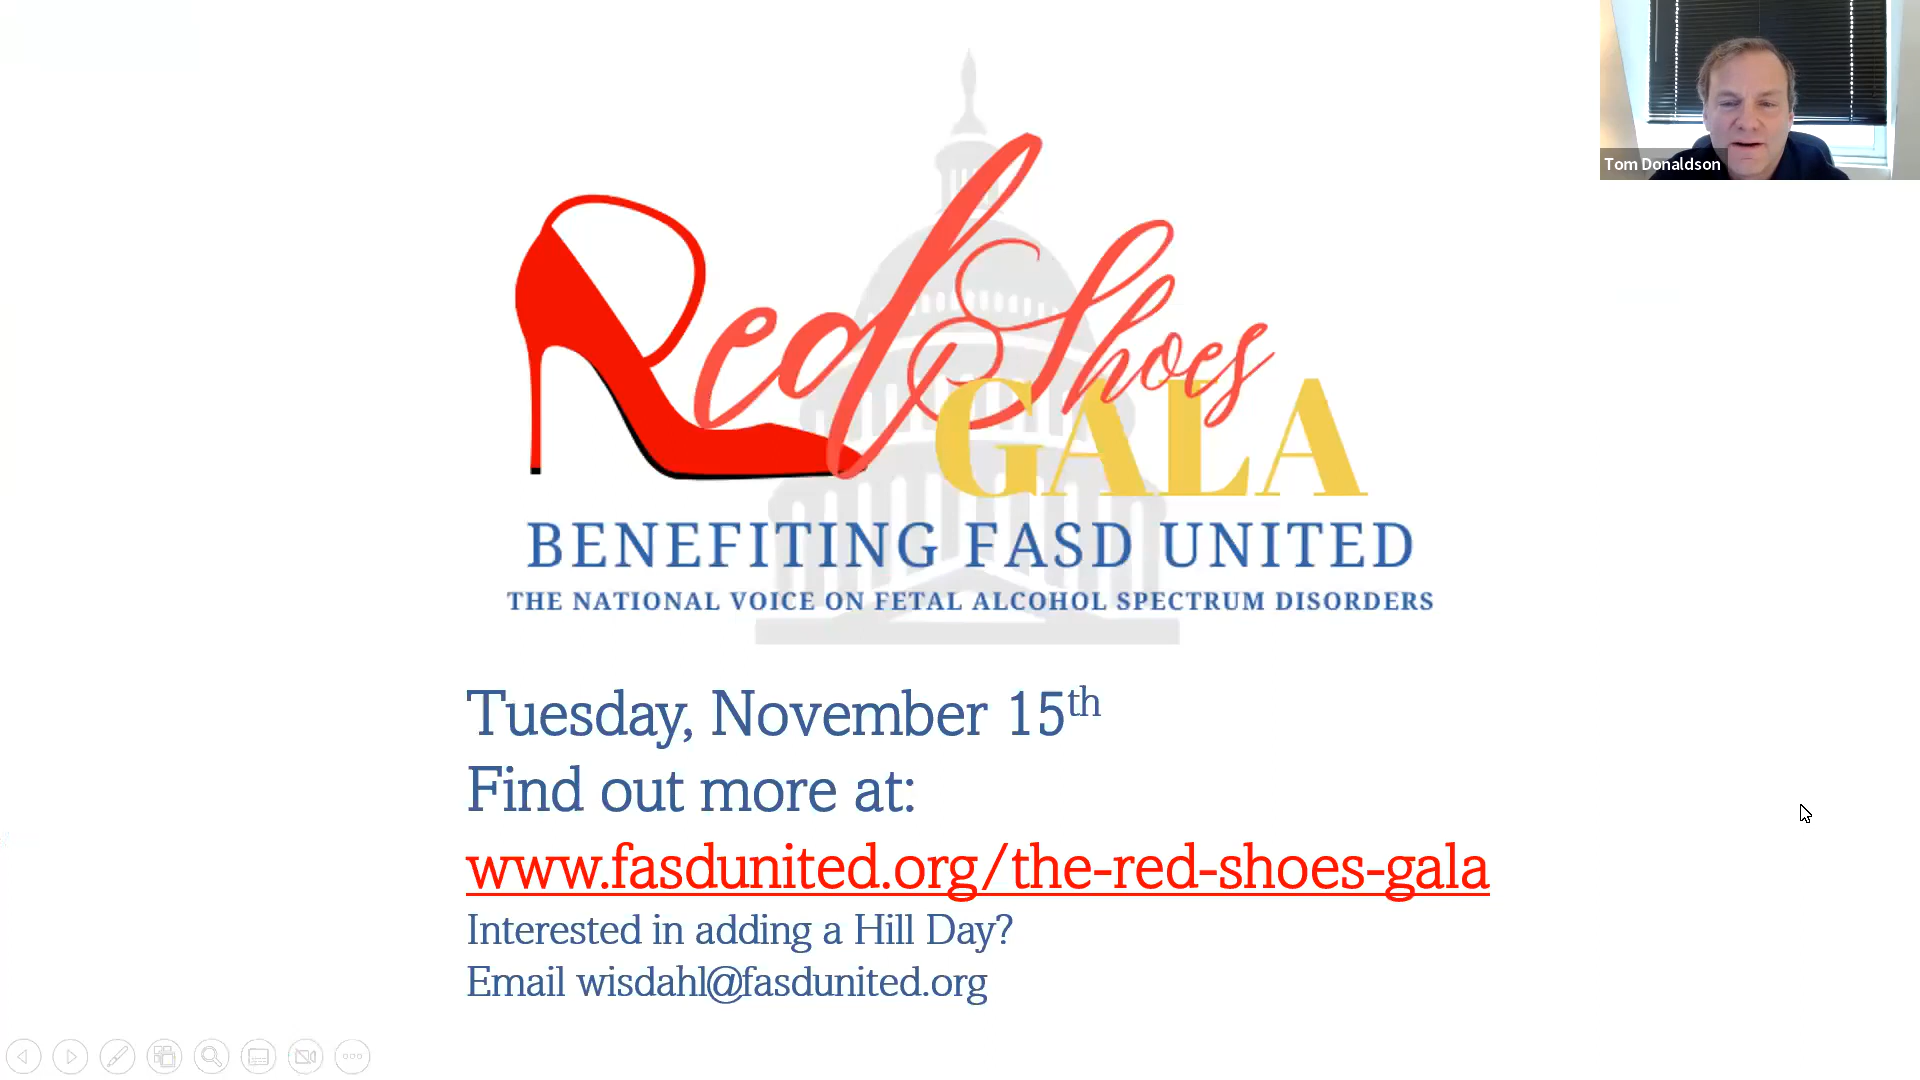 Red Shoes
GALA
BENEFITING FASD UNITED
THE NATIONAL VOICE ON FETAL ALCOHOL SPECTRUM DISORDERS
Tuesday, November 15th
Find out more at:
www.fasdunited.org/the-red-shoes-gala
Interested in adding a Hill Day?
Email wisdahl@fasdunited.org
Tom Donaldson